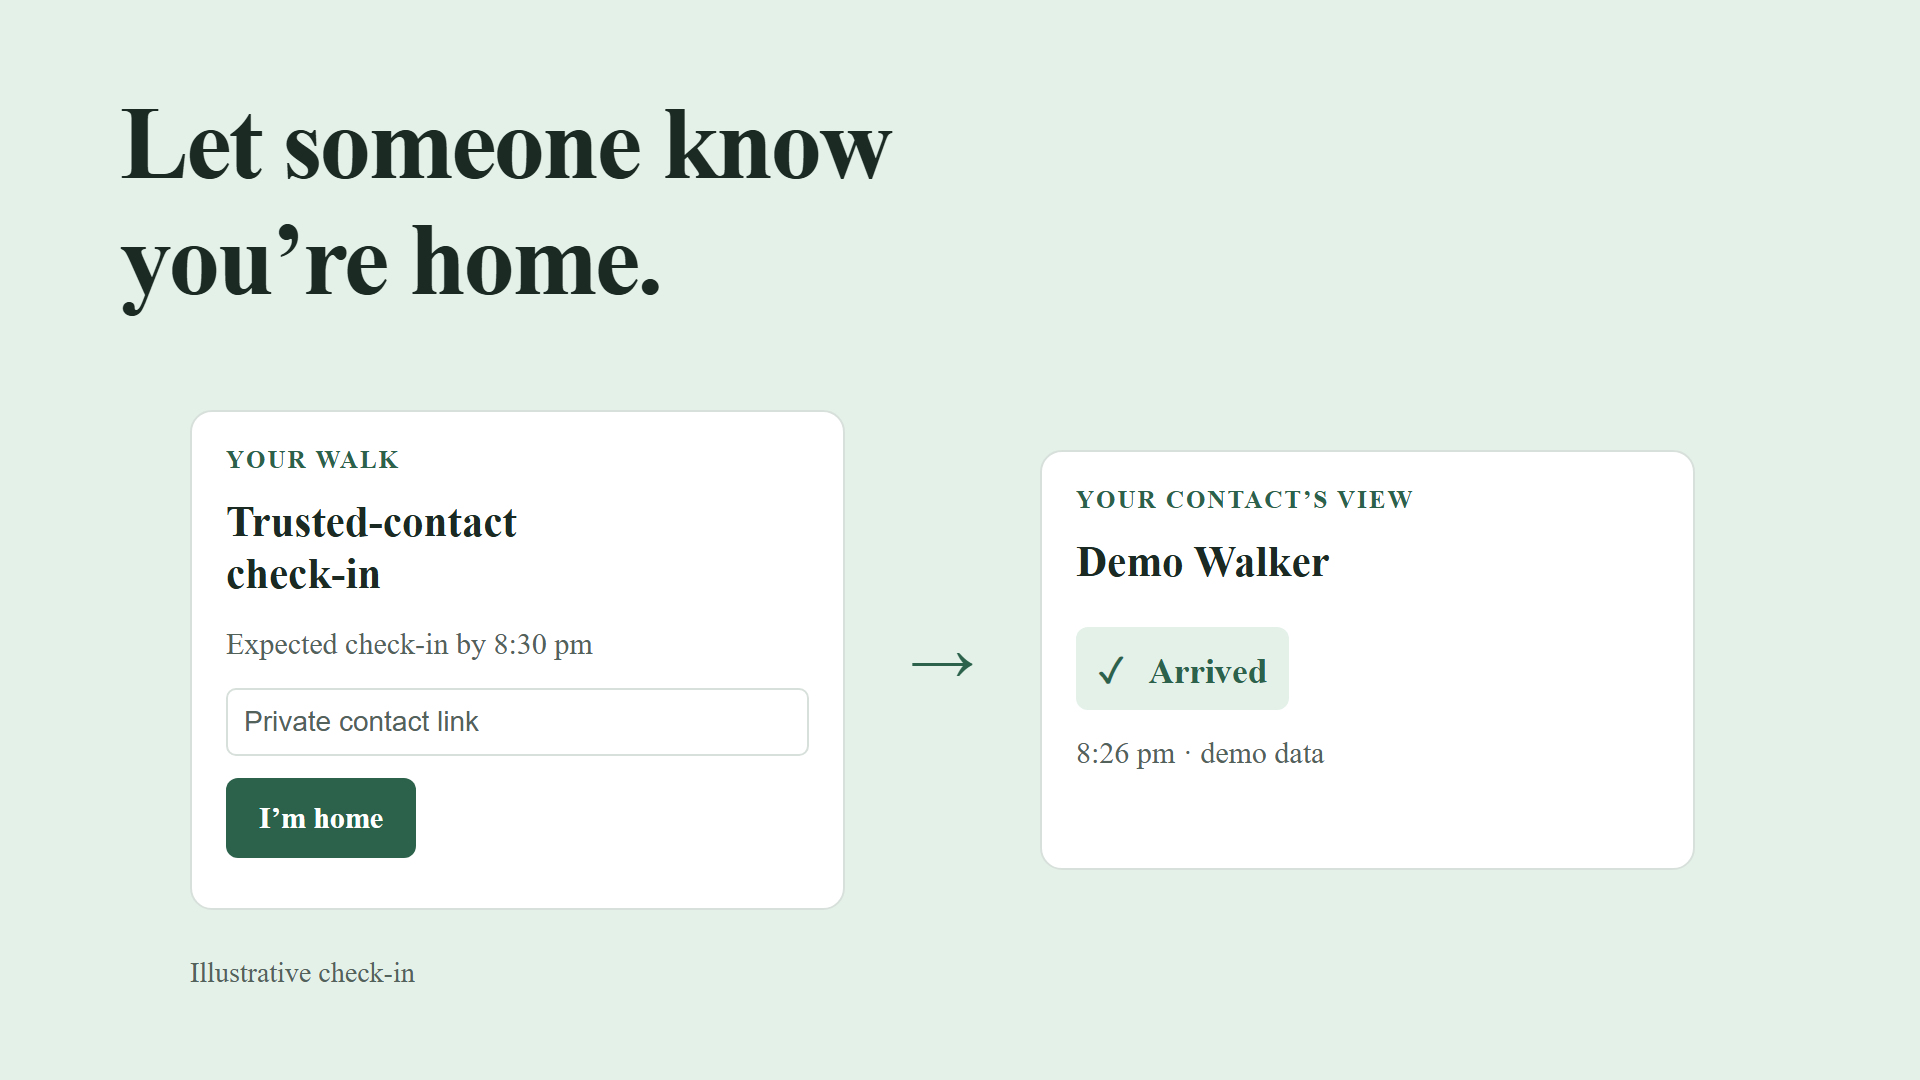 Let someone know
you’re home.
YOUR WALK
Trusted-contact
check-in
Expected check-in by 8:30 pm
Private contact link
I’m home
→
YOUR CONTACT’S VIEW
Demo Walker
✓ Arrived
8:26 pm · demo data
Illustrative check-in